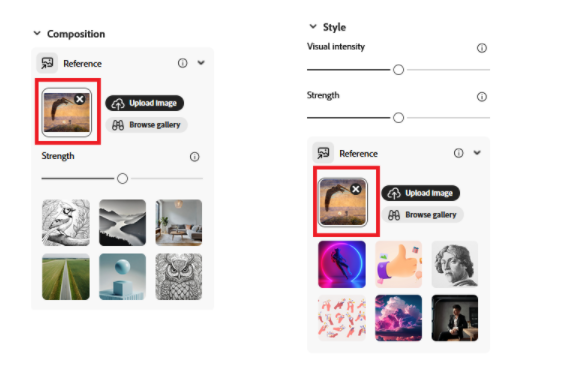 Composition
Reference
Upload image
Browse gallery
Strength
Style
Visual intensity
Strength
Reference
Upload image
Browse gallery